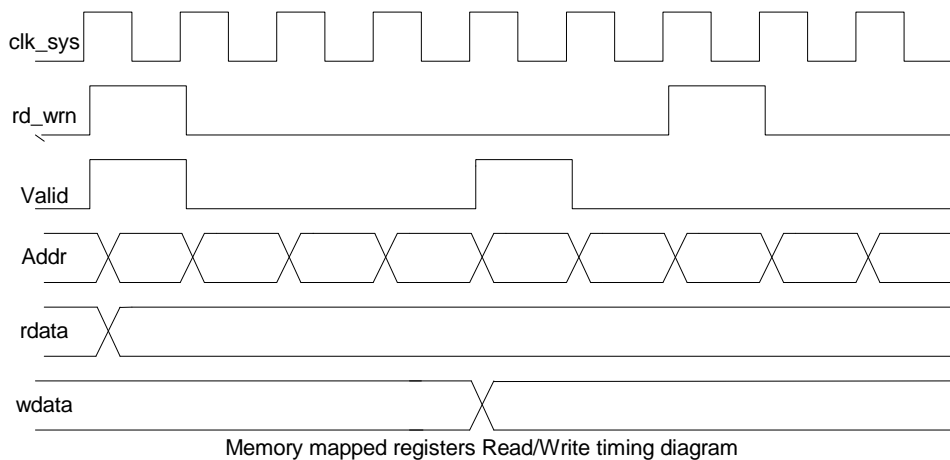 clk_sys
rd_wrn
Valid
Addr
rdata
wdata
Memory mapped registers Read/Write timing diagram